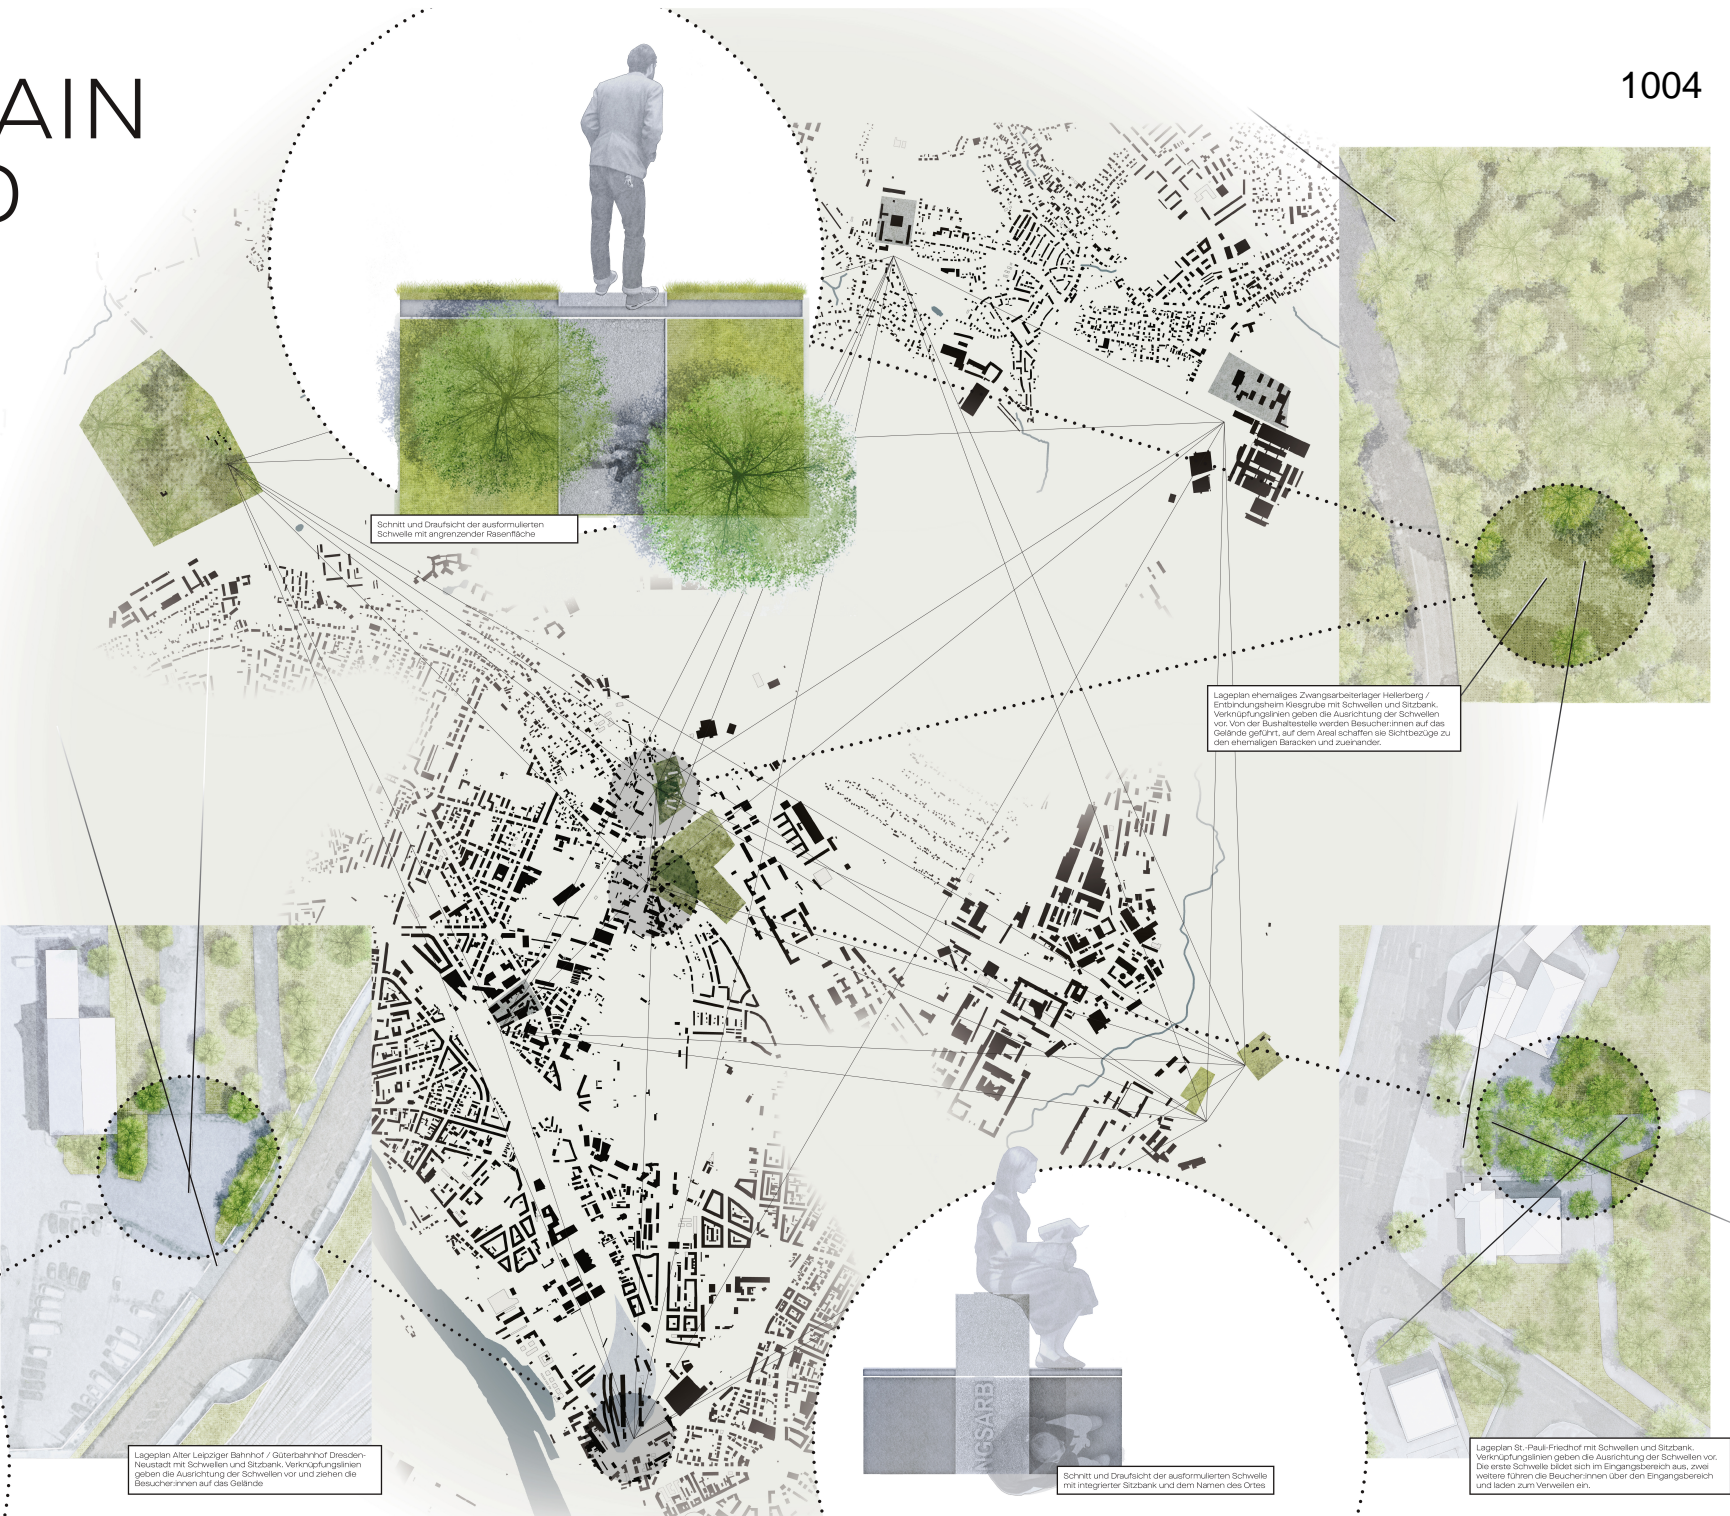 AIN
1004
Schnitt und Draufsicht der ausformulierten
Schwelle mit angrenzender Rasenfläche
Lageplan ehemaliges Zwangsarbeiterlager Hellerberg /
Entbindungsheim Kiesgrube mit Schwellen und Sitzbank.
Verknüpfungslinien geben die Ausrichtung der Schwellen
vor. Von der Bushaltestelle werden Besucher:innen auf das
Gelände geführt, auf dem Areal schaffen sie Sichtbezüge zu
den ehemaligen Baracken und zueinander.
NGSARB
Lageplan Alter Leipziger Bahnhof / Güterbahnhof Dresden-
Neustadt mit Schwellen und Sitzbank. Verknüpfungslinien
geben die Ausrichtung der Schwellen vor und ziehen die
Besucher:innen auf das Gelände
Schnitt und Draufsicht der ausformulierten Schwelle
mit integrierter Sitzbank und dem Namen des Ortes
Lageplan St.-Pauli-Friedhof mit Schwellen und Sitzbank.
Verknüpfungslinien geben die Ausrichtung der Schwellen vor.
Die erste Schwelle bildet sich im Eingangsbereich aus, zwei
weitere führen die Beucher:innen über den Eingangsbereich
und laden zum Verweilen ein.